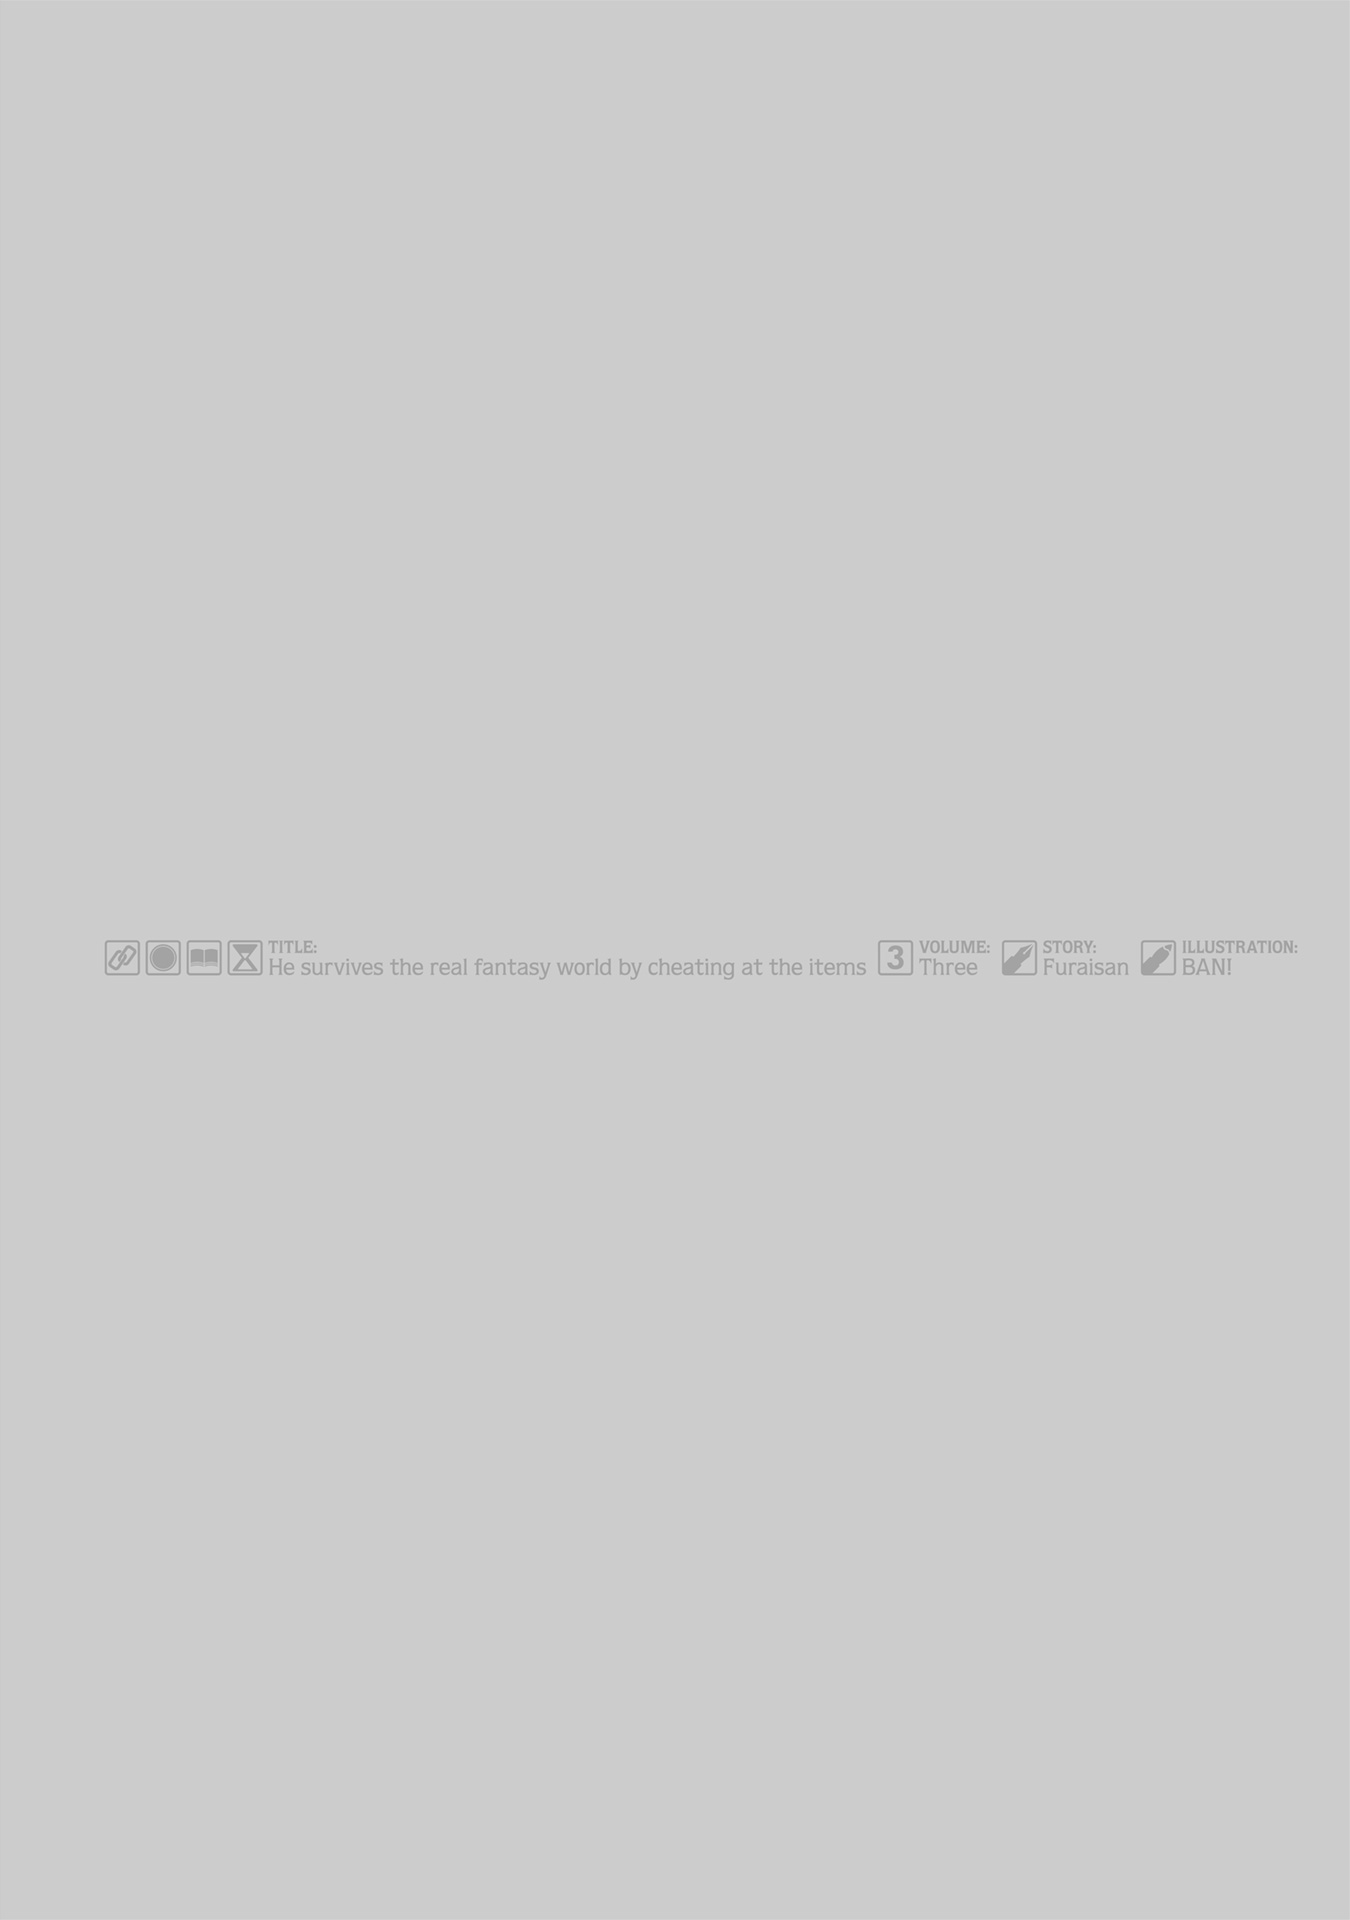 TITLE:
He survives the real fantasy world by cheating at the items
3
VOLUME:
Three
STORY:
Furaisan
ILLUSTRATION:
BAN!